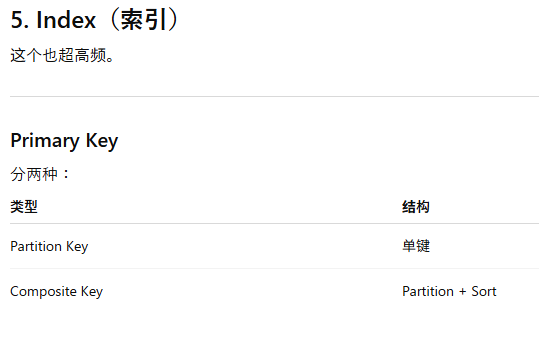 5. Index（索引）
这个也超高频。
Primary Key
分两种：
类型 结构
Partition Key 单键
Composite Key Partition + Sort